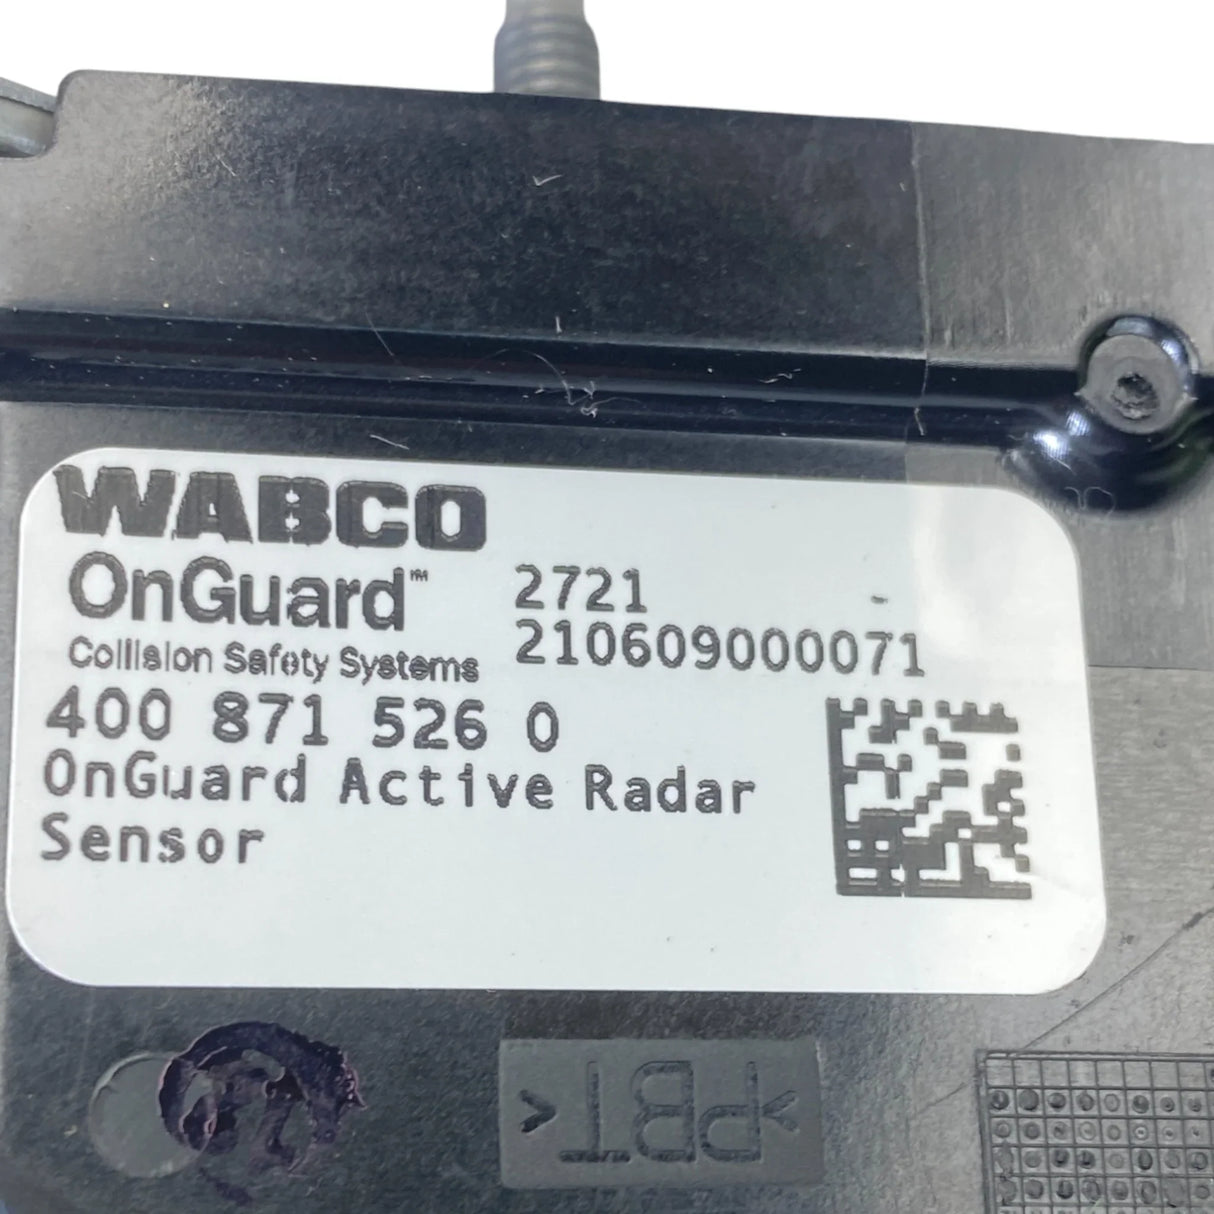 WABCO
OnGuard™
Collision Safety Systems
2721
210609000071
400 871 526 0
OnGuard Active Radar
Sensor
>PBT<